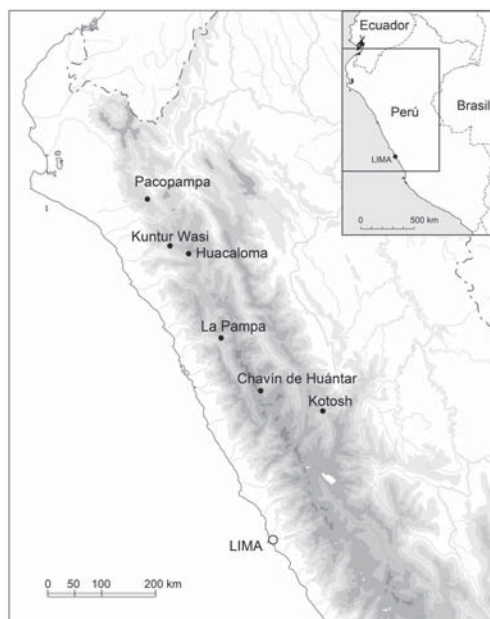 Ecuador
Perú
Brasil
LIMA
0 500 km
Pacopampa
Kuntur Wasi
Huacaloma
La Pampa
Chavín de Huántar
Kotosh
LIMA
0 50 100 200 km